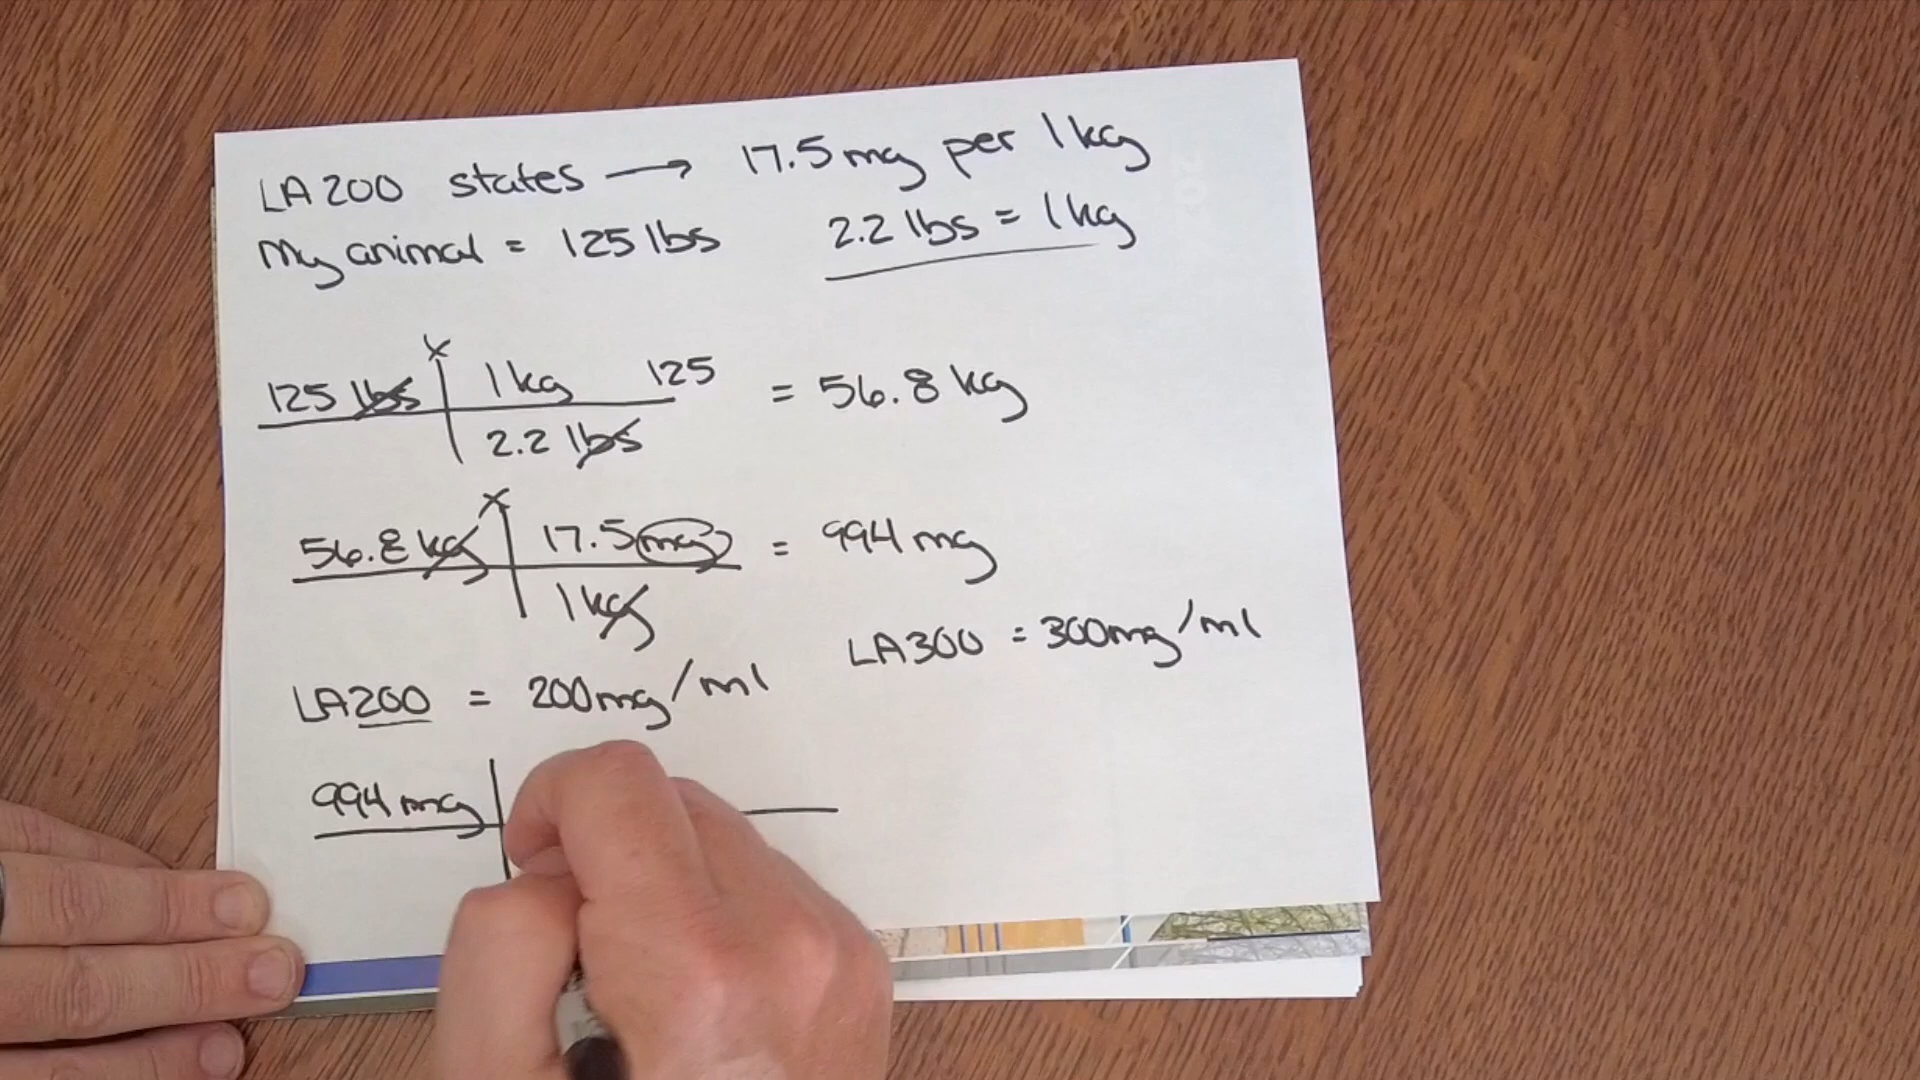 LA200 states → 17.5mg per 1kg
My animal = 125 lbs
2.2 lbs = 1kg
x
125 lbs 1kg 125 = 56.8 kg
2.2 lbs
x
56.8 kg 17.5 mg = 994 mg
1kg
LA300 = 300mg/ml
LA200 = 200mg/ml
994 mg